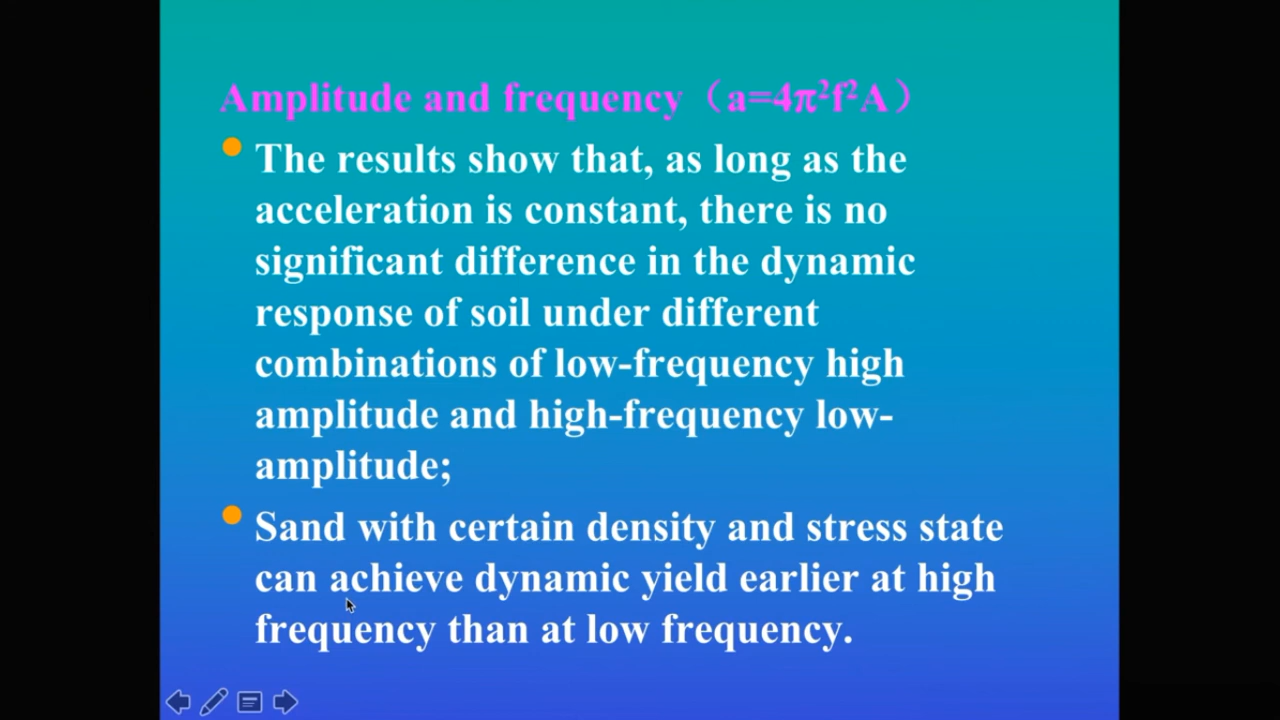 Amplitude and frequency（a=4π²f²A）
The results show that, as long as the
acceleration is constant, there is no
significant difference in the dynamic
response of soil under different
combinations of low-frequency high
amplitude and high-frequency low-
amplitude;
Sand with certain density and stress state
can achieve dynamic yield earlier at high
frequency than at low frequency.